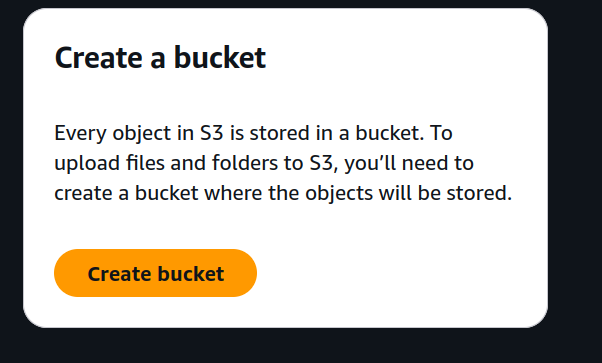 Create a bucket
Every object in S3 is stored in a bucket. To
upload files and folders to S3, you’ll need to
create a bucket where the objects will be stored.
Create bucket